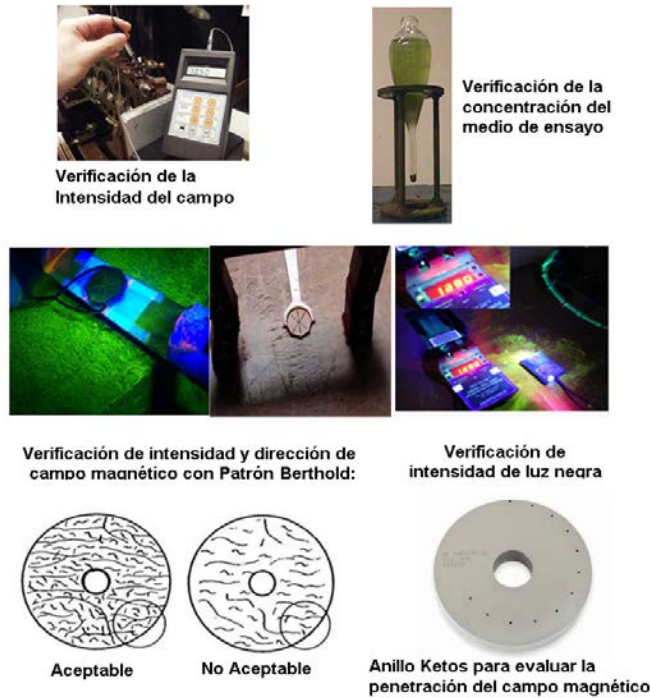 Verificación de la
Intensidad del campo
Verificación de la
concentración del
medio de ensayo
1290
1290
Verificación de intensidad y dirección de
campo magnético con Patrón Berthold:
Verificación de
intensidad de luz negra
Aceptable
No Aceptable
Anillo Ketos para evaluar la
penetración del campo magnético